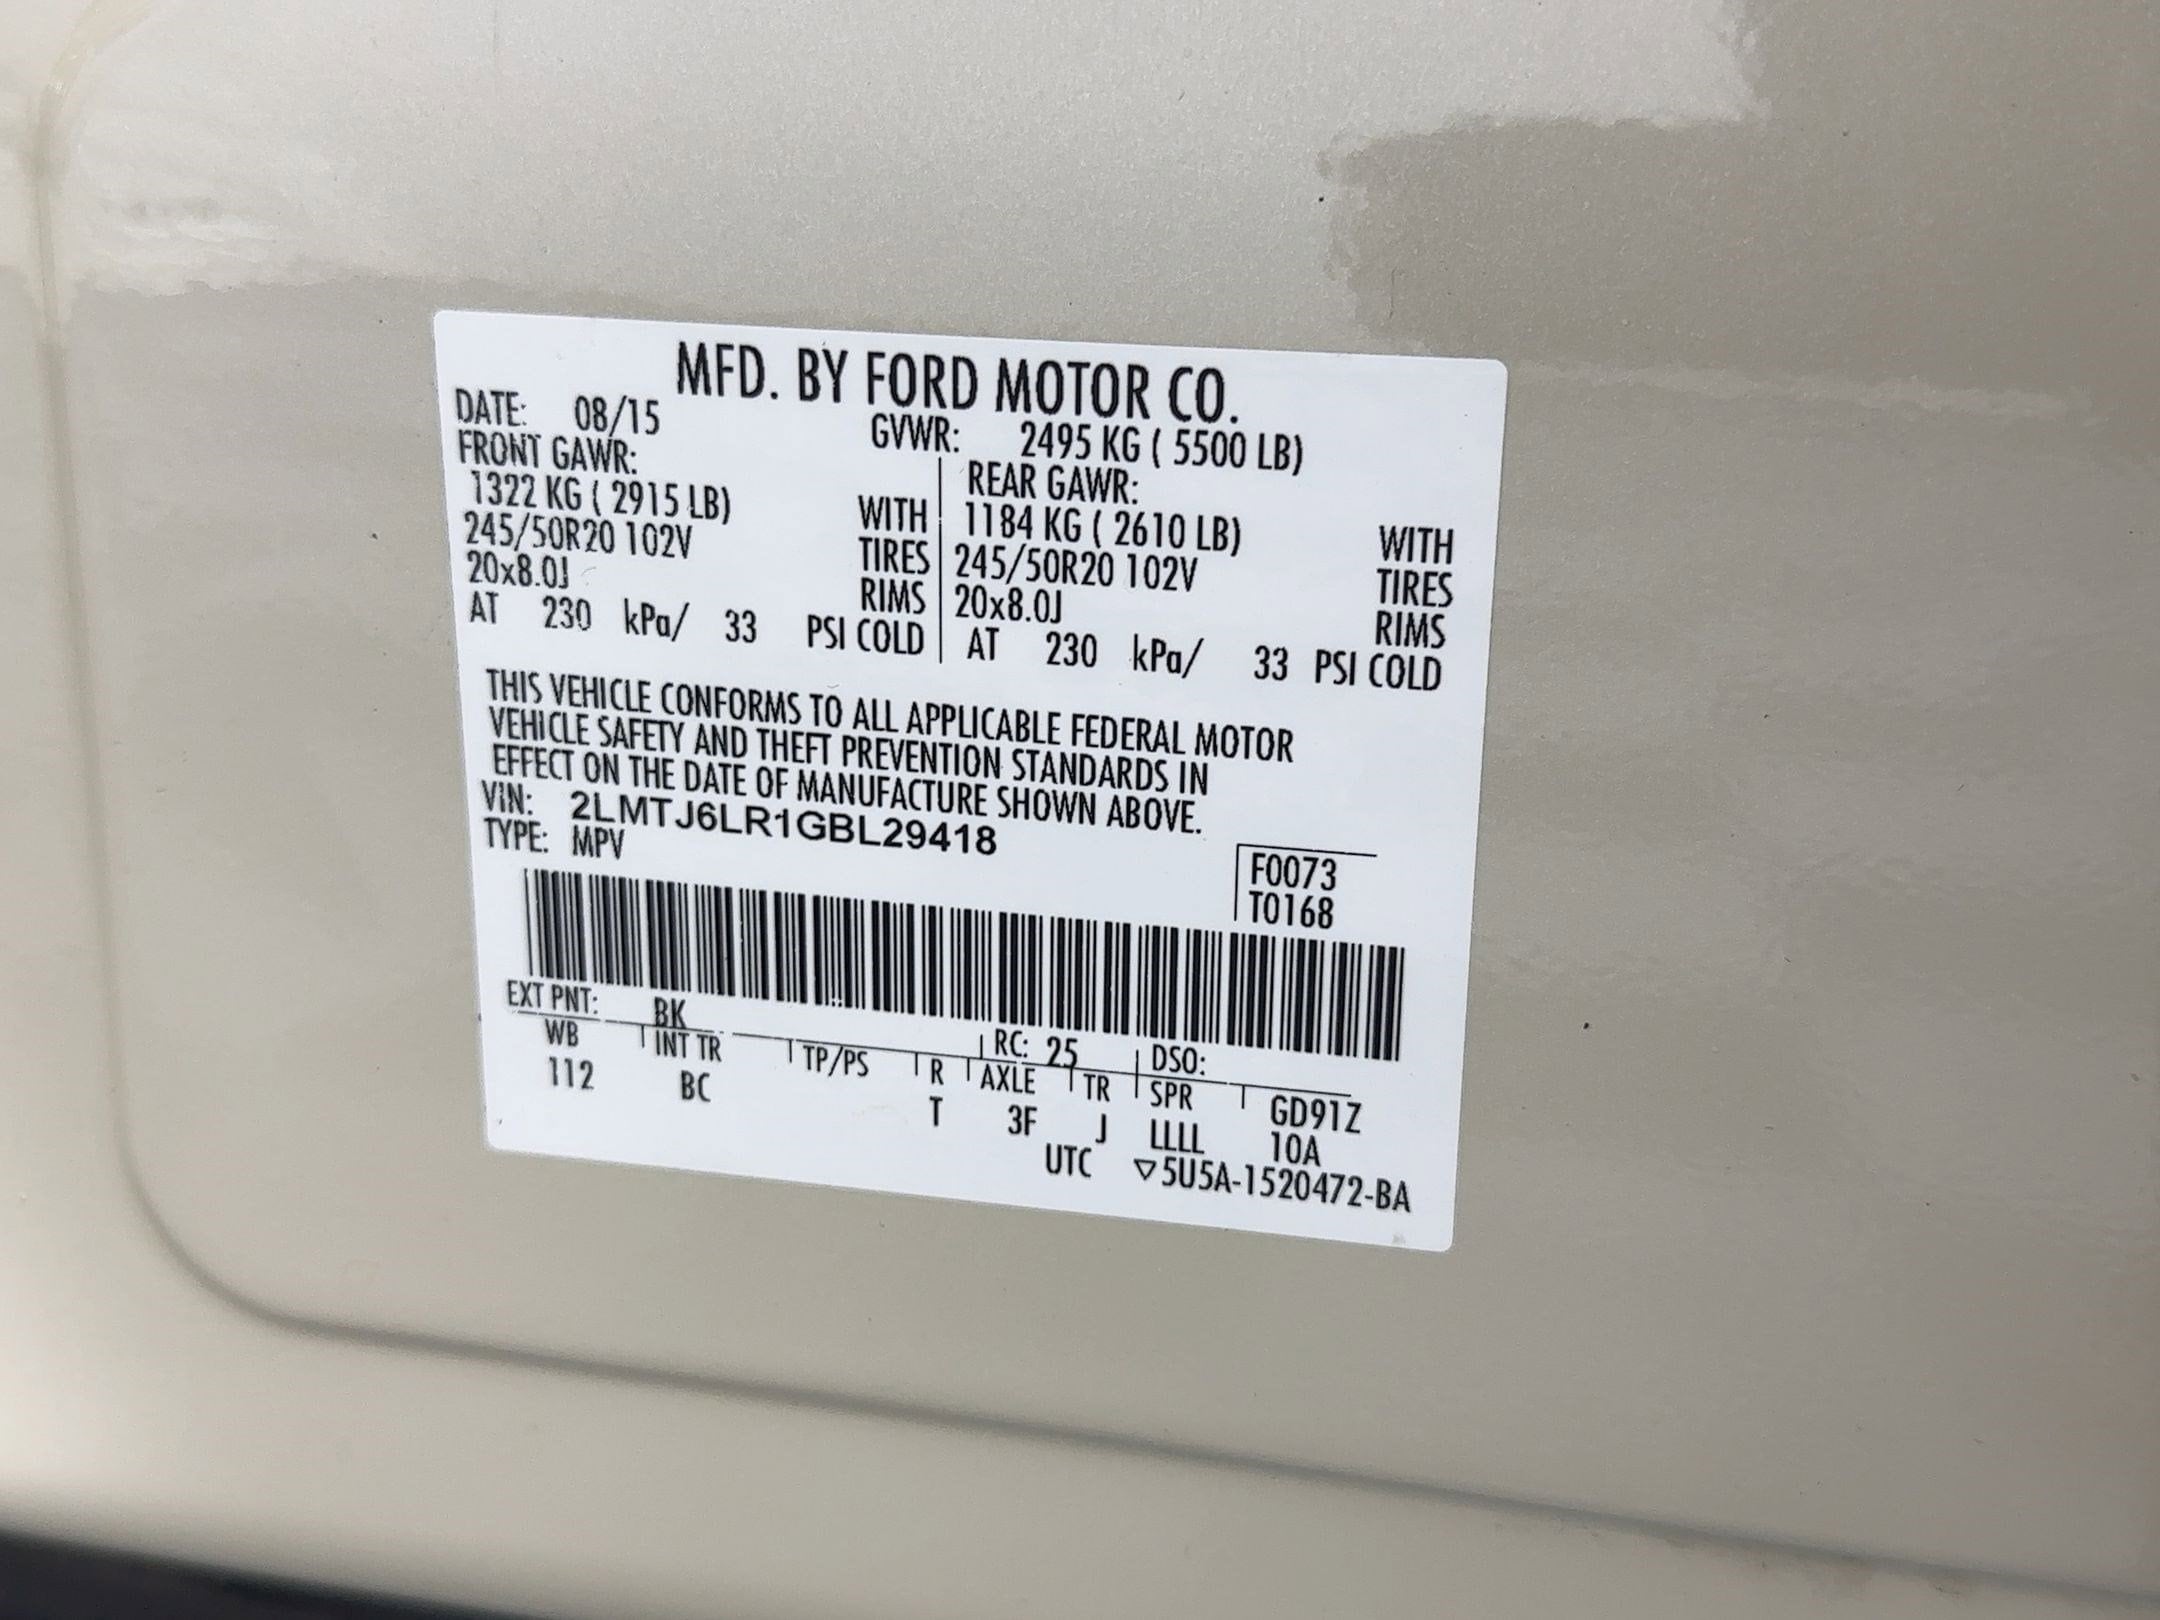 MFD. BY FORD MOTOR CO.
DATE: 08/15 GVWR: 2495 KG ( 5500 LB)
FRONT GAWR: REAR GAWR:
1322 KG ( 2915 LB) WITH 1184 KG ( 2610 LB) WITH
245/50R20 102V TIRES 245/50R20 102V TIRES
20x8.0J RIMS 20x8.0J RIMS
AT 230 kPa/ 33 PSI COLD AT 230 kPa/ 33 PSI COLD
THIS VEHICLE CONFORMS TO ALL APPLICABLE FEDERAL MOTOR
VEHICLE SAFETY AND THEFT PREVENTION STANDARDS IN
EFFECT ON THE DATE OF MANUFACTURE SHOWN ABOVE.
VIN: 2LMTJ6LR1GBL29418
TYPE: MPV
F0073
T0168
EXT PNT: BK RC: 25 DSO:
WB INT TR TP/PS R AXLE TR SPR GD91Z
112 BC T 3F J LLLL 10A
UTC ▽5U5A-1520472-BA